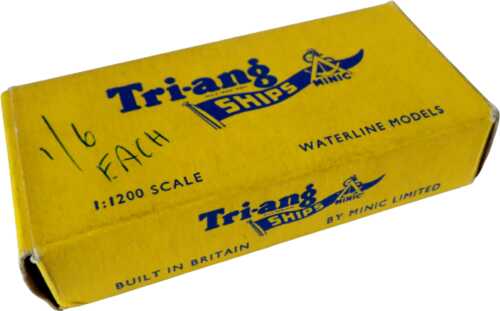 Tri-ang
SHIPS
MINIC
1/6
EACH
1:1200 SCALE
WATERLINE MODELS
Tri-ang
SHIPS
MINIC
BUILT IN BRITAIN
BY MINIC LIMITED